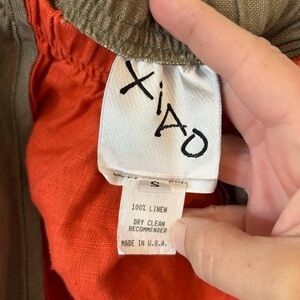 XiAO
S
100% LINEN
DRY CLEAN
RECOMMENDED
MADE IN U.S.A.